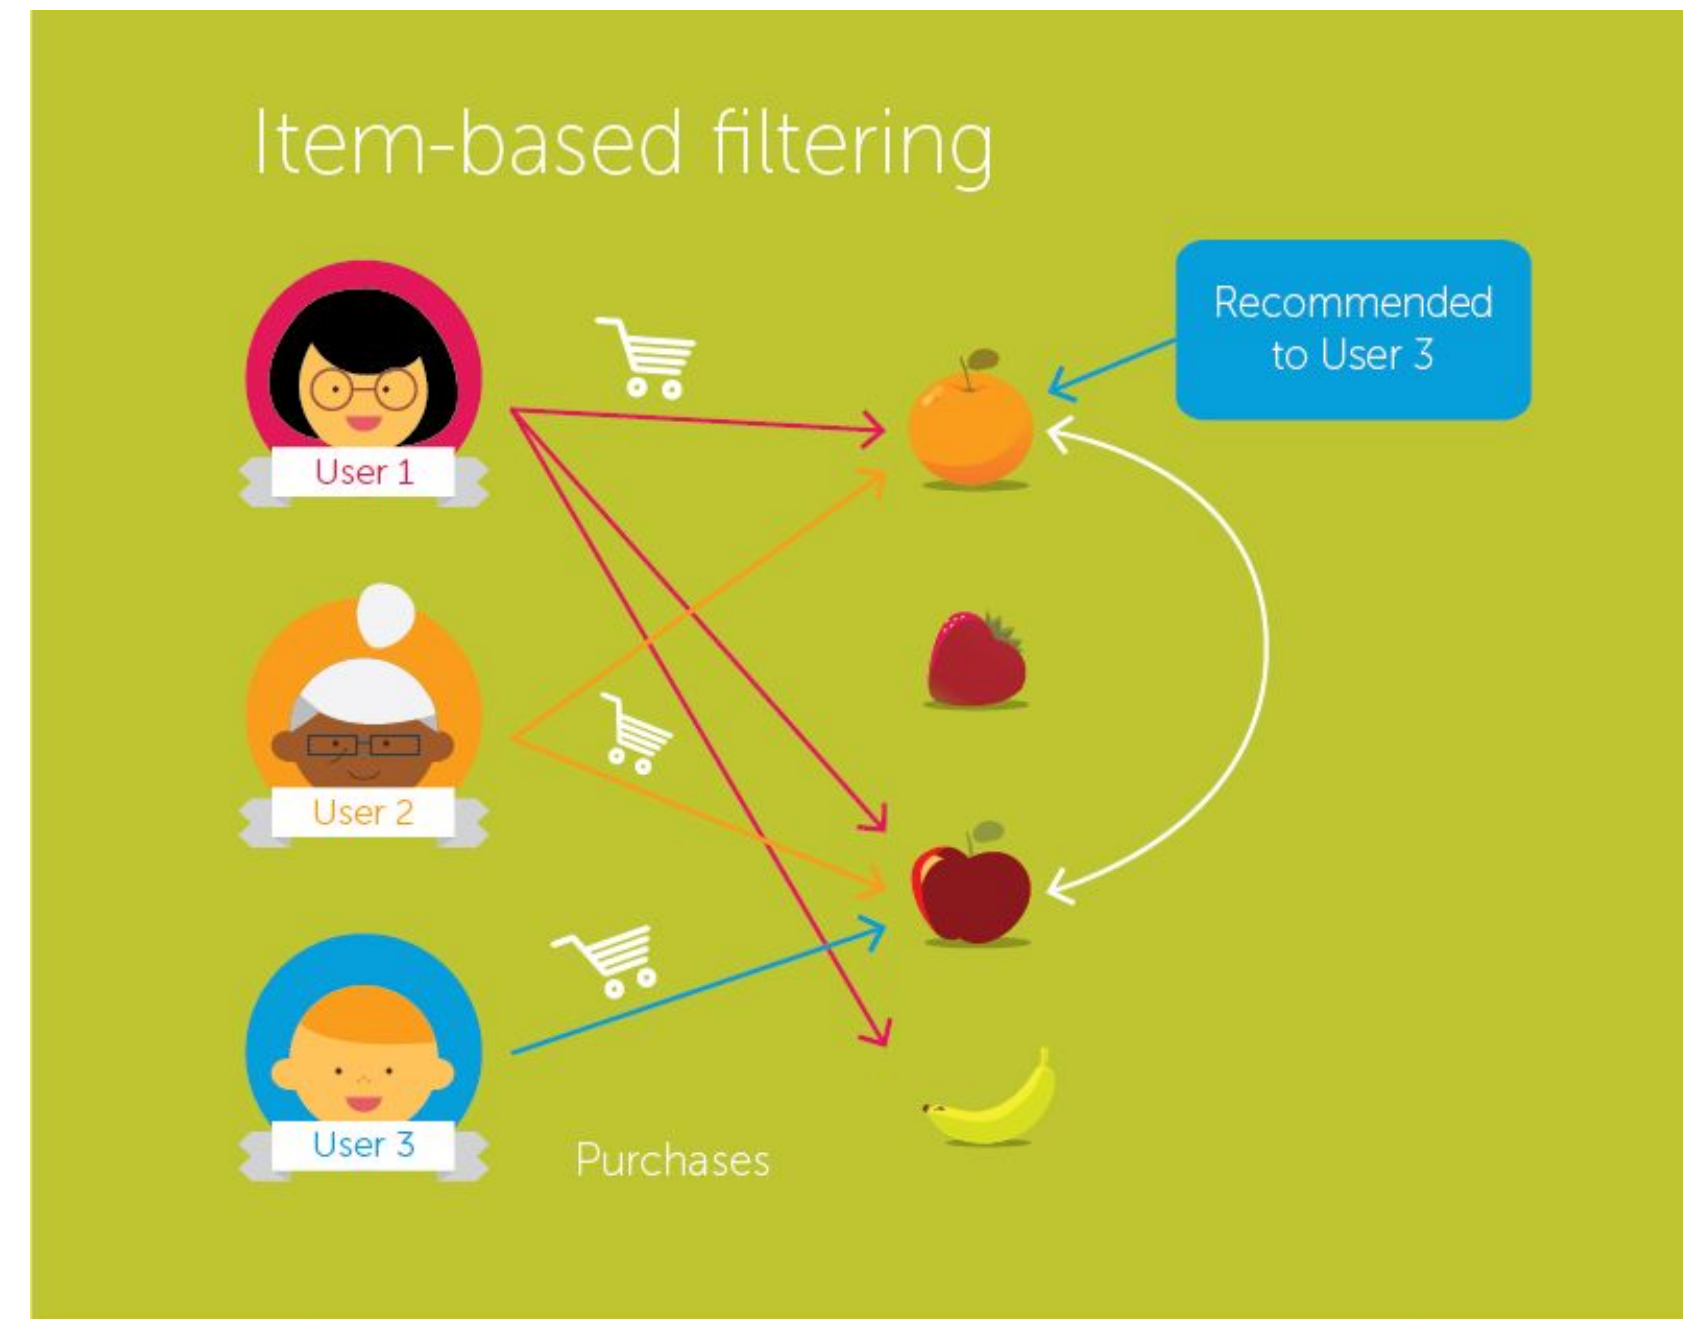 Item-based filtering
Recommended
to User 3
User 1
User 2
User 3
Purchases